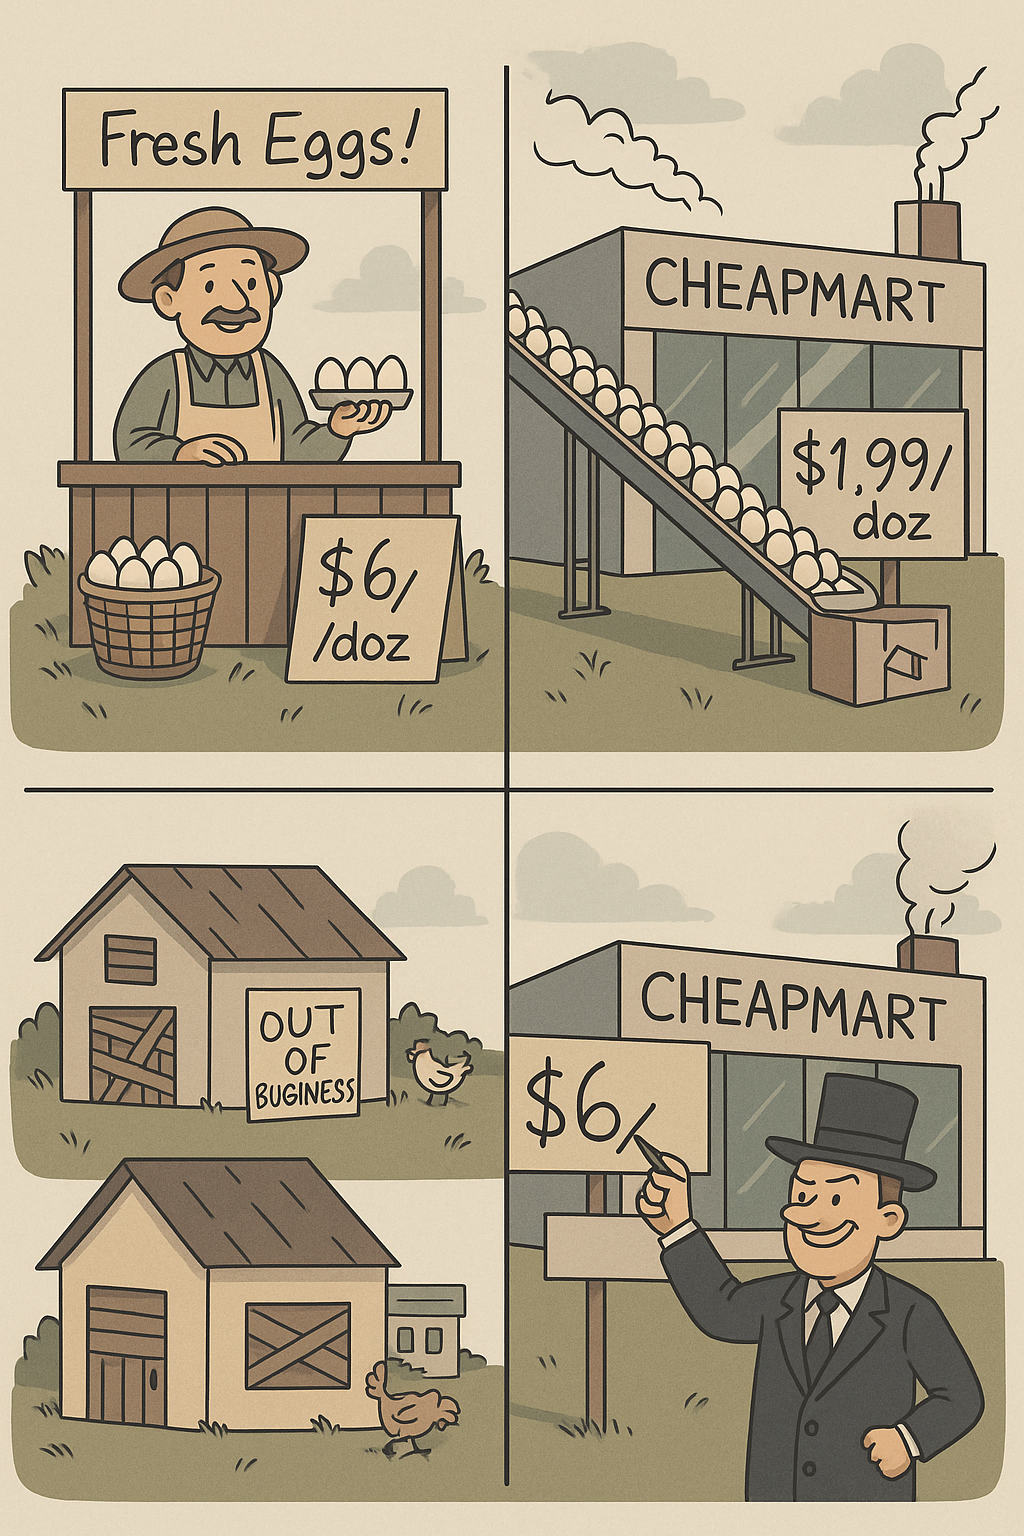 Fresh Eggs!
$6/
/doz
CHEAPMART
$1,99/
doz
OUT
OF
BUGINESS
CHEAPMART
$6/